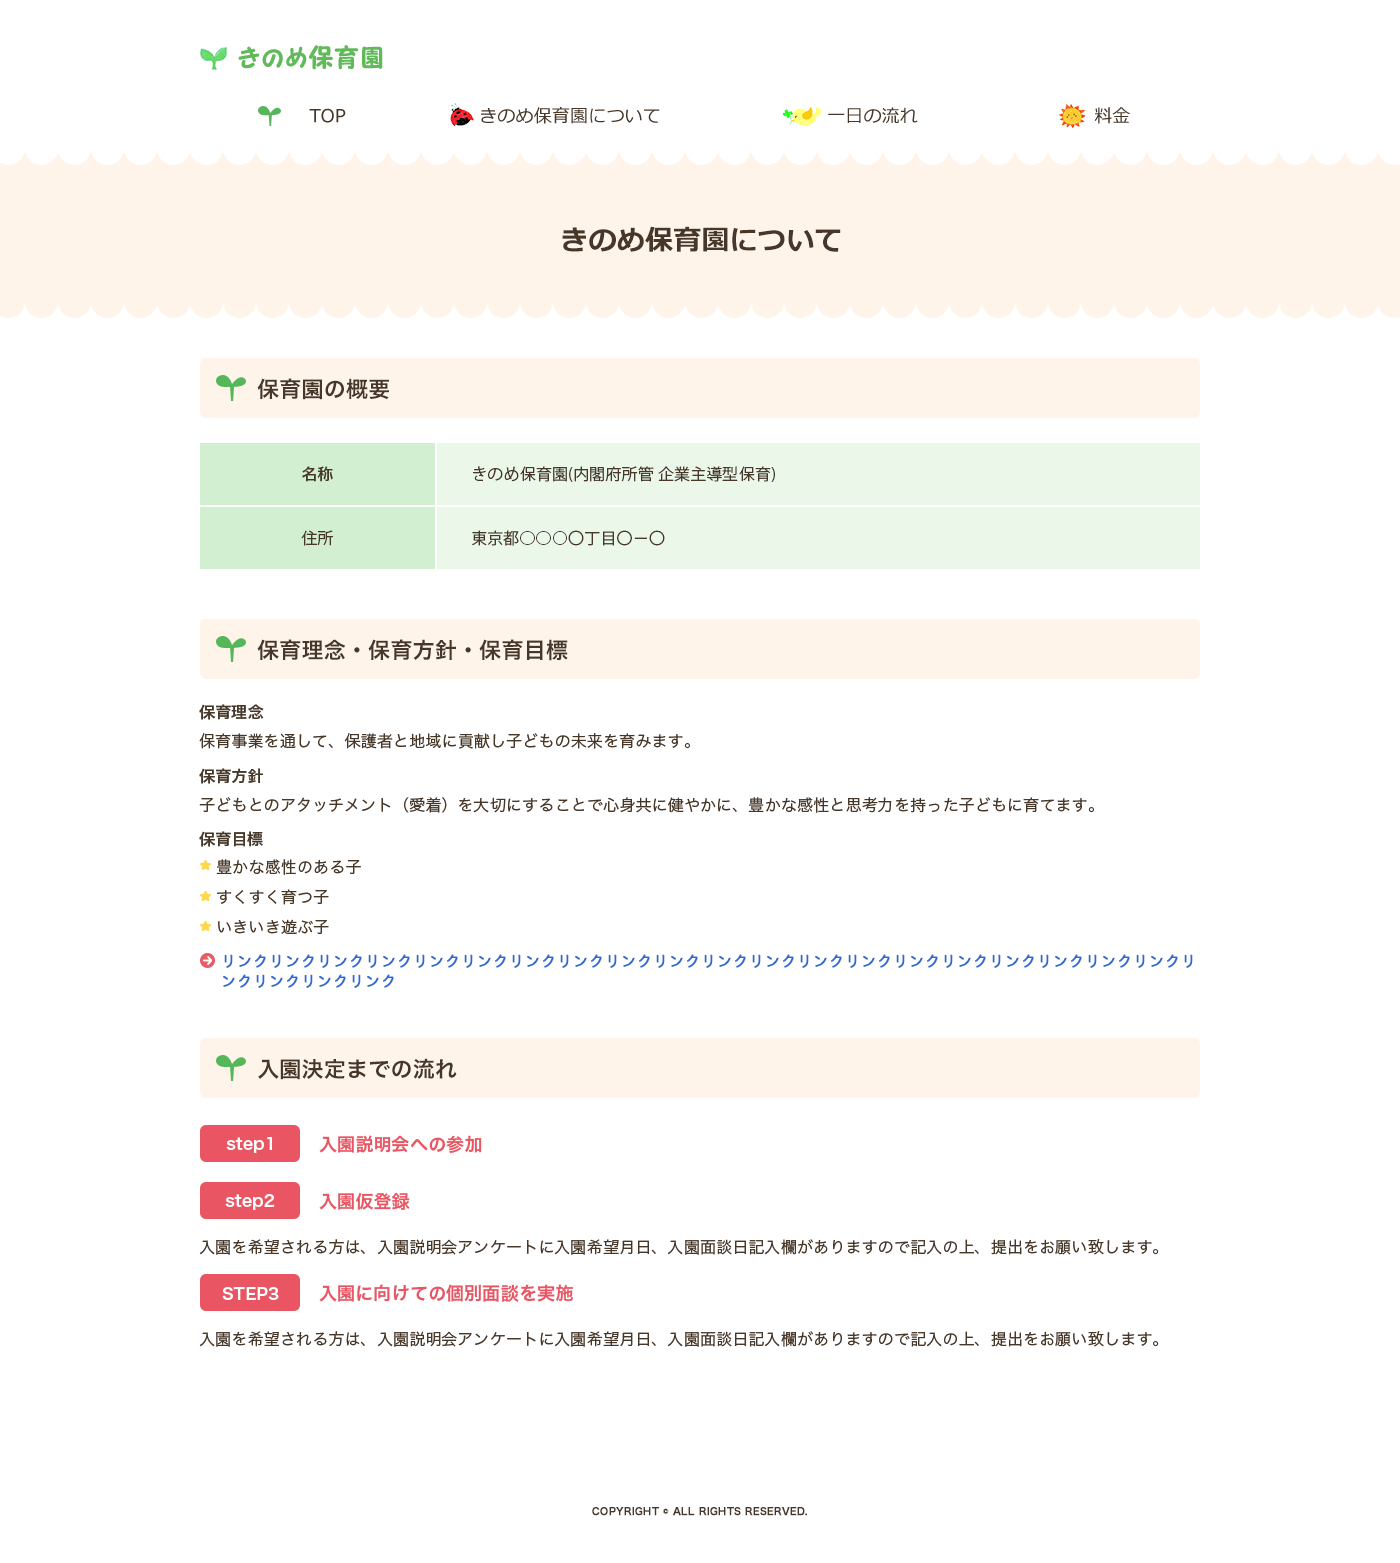 きのめ保育園
TOP きのめ保育園について 一日の流れ 料金
きのめ保育園について
保育園の概要
名称 きのめ保育園(内閣府所管 企業主導型保育)
住所 東京都○○○〇丁目〇ー〇
保育理念・保育方針・保育目標
保育理念
保育事業を通して、保護者と地域に貢献し子どもの未来を育みます。
保育方針
子どもとのアタッチメント（愛着）を大切にすることで心身共に健やかに、豊かな感性と思考力を持った子どもに育てます。
保育目標
豊かな感性のある子
すくすく育つ子
いきいき遊ぶ子
リンクリンクリンクリンクリンクリンクリンクリンクリンクリンクリンクリンクリンクリンクリンクリンクリンクリンクリンクリンクリ
ンクリンクリンクリンク
入園決定までの流れ
step1 入園説明会への参加
step2 入園仮登録
入園を希望される方は、入園説明会アンケートに入園希望月日、入園面談日記入欄がありますので記入の上、提出をお願い致します。
STEP3 入園に向けての個別面談を実施
入園を希望される方は、入園説明会アンケートに入園希望月日、入園面談日記入欄がありますので記入の上、提出をお願い致します。
COPYRIGHT © ALL RIGHTS RESERVED.